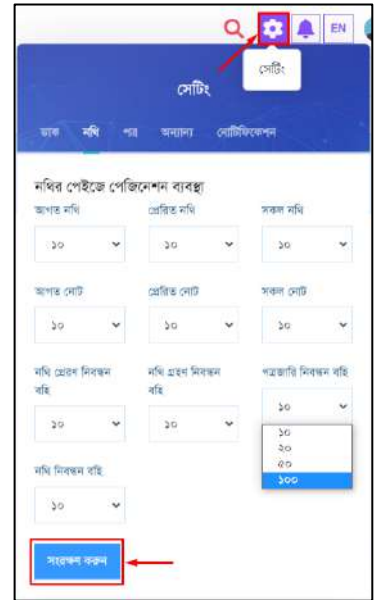 EN
সেটিং
সেটিং
ডাক নথি পত্র অন্যান্য নোটিফিকেশন
নথির পেইজে পেজিনেশন ব্যবস্থা
আগত নথি প্রেরিত নথি সকল নথি
১০ ১০ ১০
আগত নোট প্রেরিত নোট সকল নোট
১০ ১০ ১০
নথি প্রেরণ নিবন্ধন বহি নথি গ্রহণ নিবন্ধন বহি পত্রজারি নিবন্ধন বহি
১০ ১০ ১০
১০
২০
৫০
১০০
নথি নিবন্ধন বহি
১০
সংরক্ষণ করুন